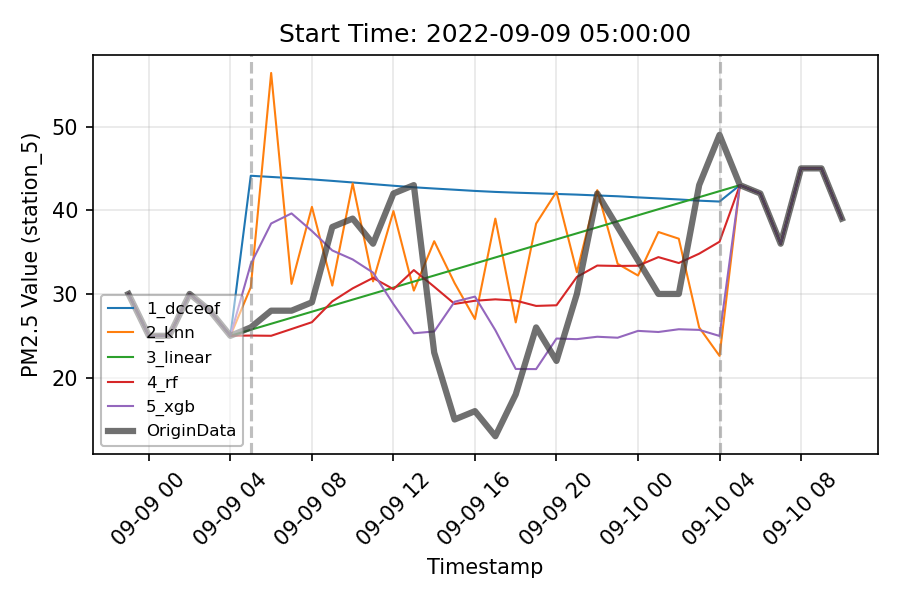 Start Time: 2022-09-09 05:00:00
PM2.5 Value (station_5)
50
40
30
20
1_dcceof
2_knn
3_linear
4_rf
5_xgb
OriginData
09-09 00
09-09 04
09-09 08
09-09 12
09-09 16
09-09 20
09-10 00
09-10 04
09-10 08
Timestamp